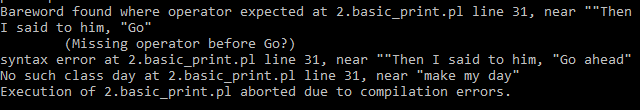 Bareword found where operator expected at 2.basic_print.pl line 31, near ""Then
I said to him, "Go"
(Missing operator before Go?)
syntax error at 2.basic_print.pl line 31, near ""Then I said to him, "Go ahead"
No such class day at 2.basic_print.pl line 31, near "make my day"
Execution of 2.basic_print.pl aborted due to compilation errors.